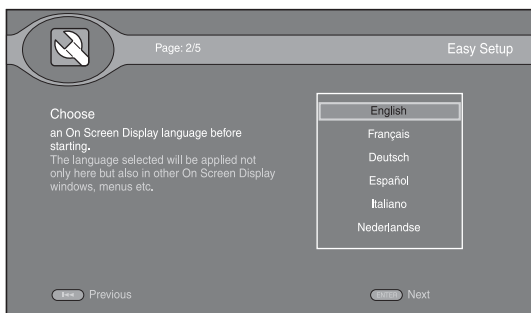 Page: 2/5
Easy Setup
Choose
an On Screen Display language before
starting.
The language selected will be applied not
only here but also in other On Screen Display
windows, menus etc.
English
Français
Deutsch
Español
Italiano
Nederlandse
Previous
ENTER Next